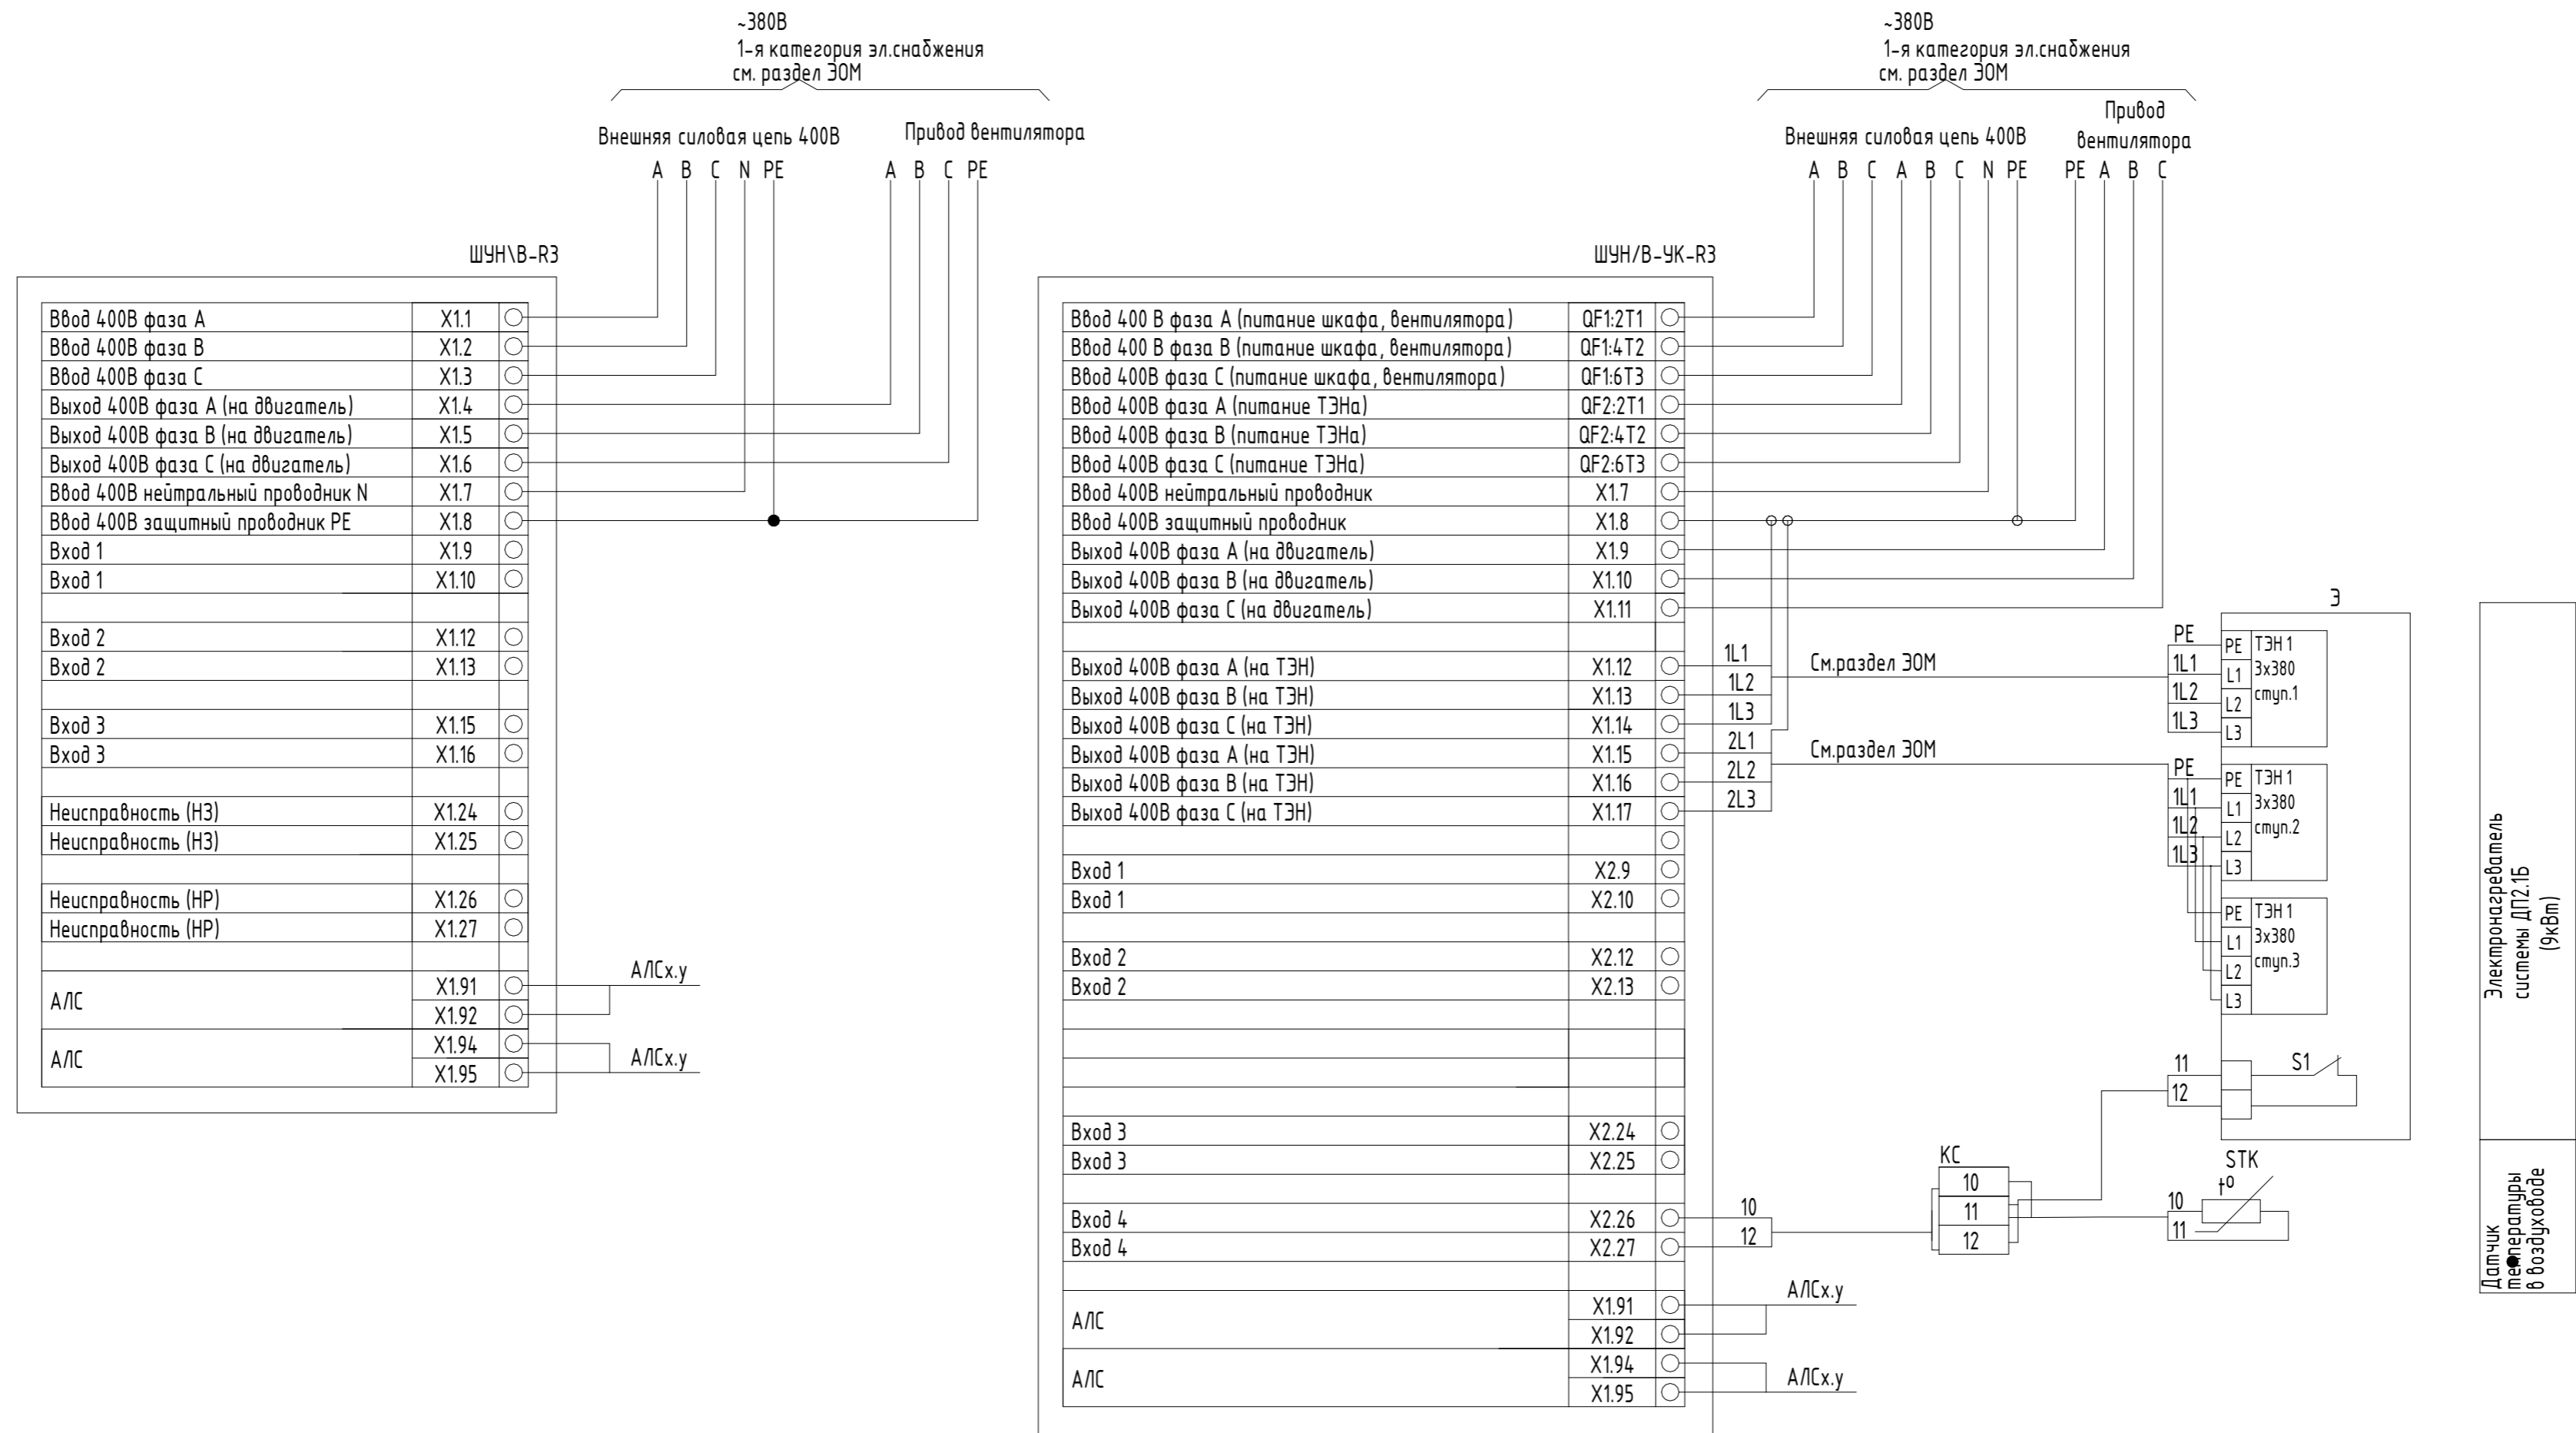 ~380В
1-я категория эл.снабжения
см. раздел ЭОМ
Внешняя силовая цепь 400В
Привод вентилятора
A B C N PE
A B C PE
ШУН\В-R3
Ввод 400В фаза А X1.1
Ввод 400В фаза В X1.2
Ввод 400В фаза С X1.3
Выход 400В фаза А (на двигатель) X1.4
Выход 400В фаза В (на двигатель) X1.5
Выход 400В фаза С (на двигатель) X1.6
Ввод 400В нейтральный проводник N X1.7
Ввод 400В защитный проводник PE X1.8
Вход 1 X1.9
Вход 1 X1.10
Вход 2 X1.12
Вход 2 X1.13
Вход 3 X1.15
Вход 3 X1.16
Неисправность (НЗ) X1.24
Неисправность (НЗ) X1.25
Неисправность (НР) X1.26
Неисправность (НР) X1.27
АЛС
X1.91
X1.92
АЛСх.у
АЛС
X1.94
X1.95
АЛСх.у
~380В
1-я категория эл.снабжения
см. раздел ЭОМ
Внешняя силовая цепь 400В
Привод
вентилятора
A B C A B C N PE
PE A B C
ШУН/В-УК-R3
Ввод 400 В фаза А (питание шкафа, вентилятора) QF1:2T1
Ввод 400 В фаза В (питание шкафа, вентилятора) QF1:4T2
Ввод 400В фаза С (питание шкафа, вентилятора) QF1:6T3
Ввод 400В фаза А (питание ТЭНа) QF2:2T1
Ввод 400В фаза В (питание ТЭНа) QF2:4T2
Ввод 400В фаза С (питание ТЭНа) QF2:6T3
Ввод 400В нейтральный проводник X1.7
Ввод 400В защитный проводник X1.8
Выход 400В фаза А (на двигатель) X1.9
Выход 400В фаза В (на двигатель) X1.10
Выход 400В фаза С (на двигатель) X1.11
Выход 400В фаза А (на ТЭН) X1.12 1L1
Выход 400В фаза В (на ТЭН) X1.13 1L2
Выход 400В фаза С (на ТЭН) X1.14 1L3
Выход 400В фаза А (на ТЭН) X1.15 2L1
Выход 400В фаза В (на ТЭН) X1.16 2L2
Выход 400В фаза С (на ТЭН) X1.17 2L3
См.раздел ЭОМ
См.раздел ЭОМ
Вход 1 X2.9
Вход 1 X2.10
Вход 2 X2.12
Вход 2 X2.13
Вход 3 X2.24
Вход 3 X2.25
Вход 4 X2.26 10
Вход 4 X2.27 12
АЛС
X1.91
X1.92
АЛСх.у
АЛС
X1.94
X1.95
АЛСх.у
КС
10
11
12
Э
PE PE ТЭН 1
1L1 L1 3x380
1L2 L2 ступ.1
1L3 L3
PE PE ТЭН 1
1L1 L1 3x380
1L2 L2 ступ.2
1L3 L3
PE ТЭН 1
L1 3x380
L2 ступ.3
L3
11 S1
12
STK
t°
10
11
Электронагреватель
системы ДП2.1Б
(9кВт)
Датчик
температуры
в воздуховоде